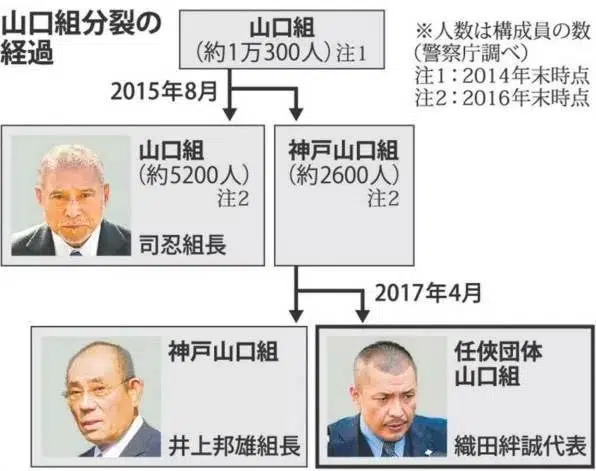 山口組分裂の
経過
山口組
(約1万300人)注1
※人数は構成員の数
(警察庁調べ)
注1:2014年末時点
注2:2016年末時点
2015年8月
山口組
(約5200人)
注2
司忍組長
神戸山口組
(約2600人)
注2
2017年4月
神戸山口組
井上邦雄組長
任俠団体
山口組
織田絆誠代表